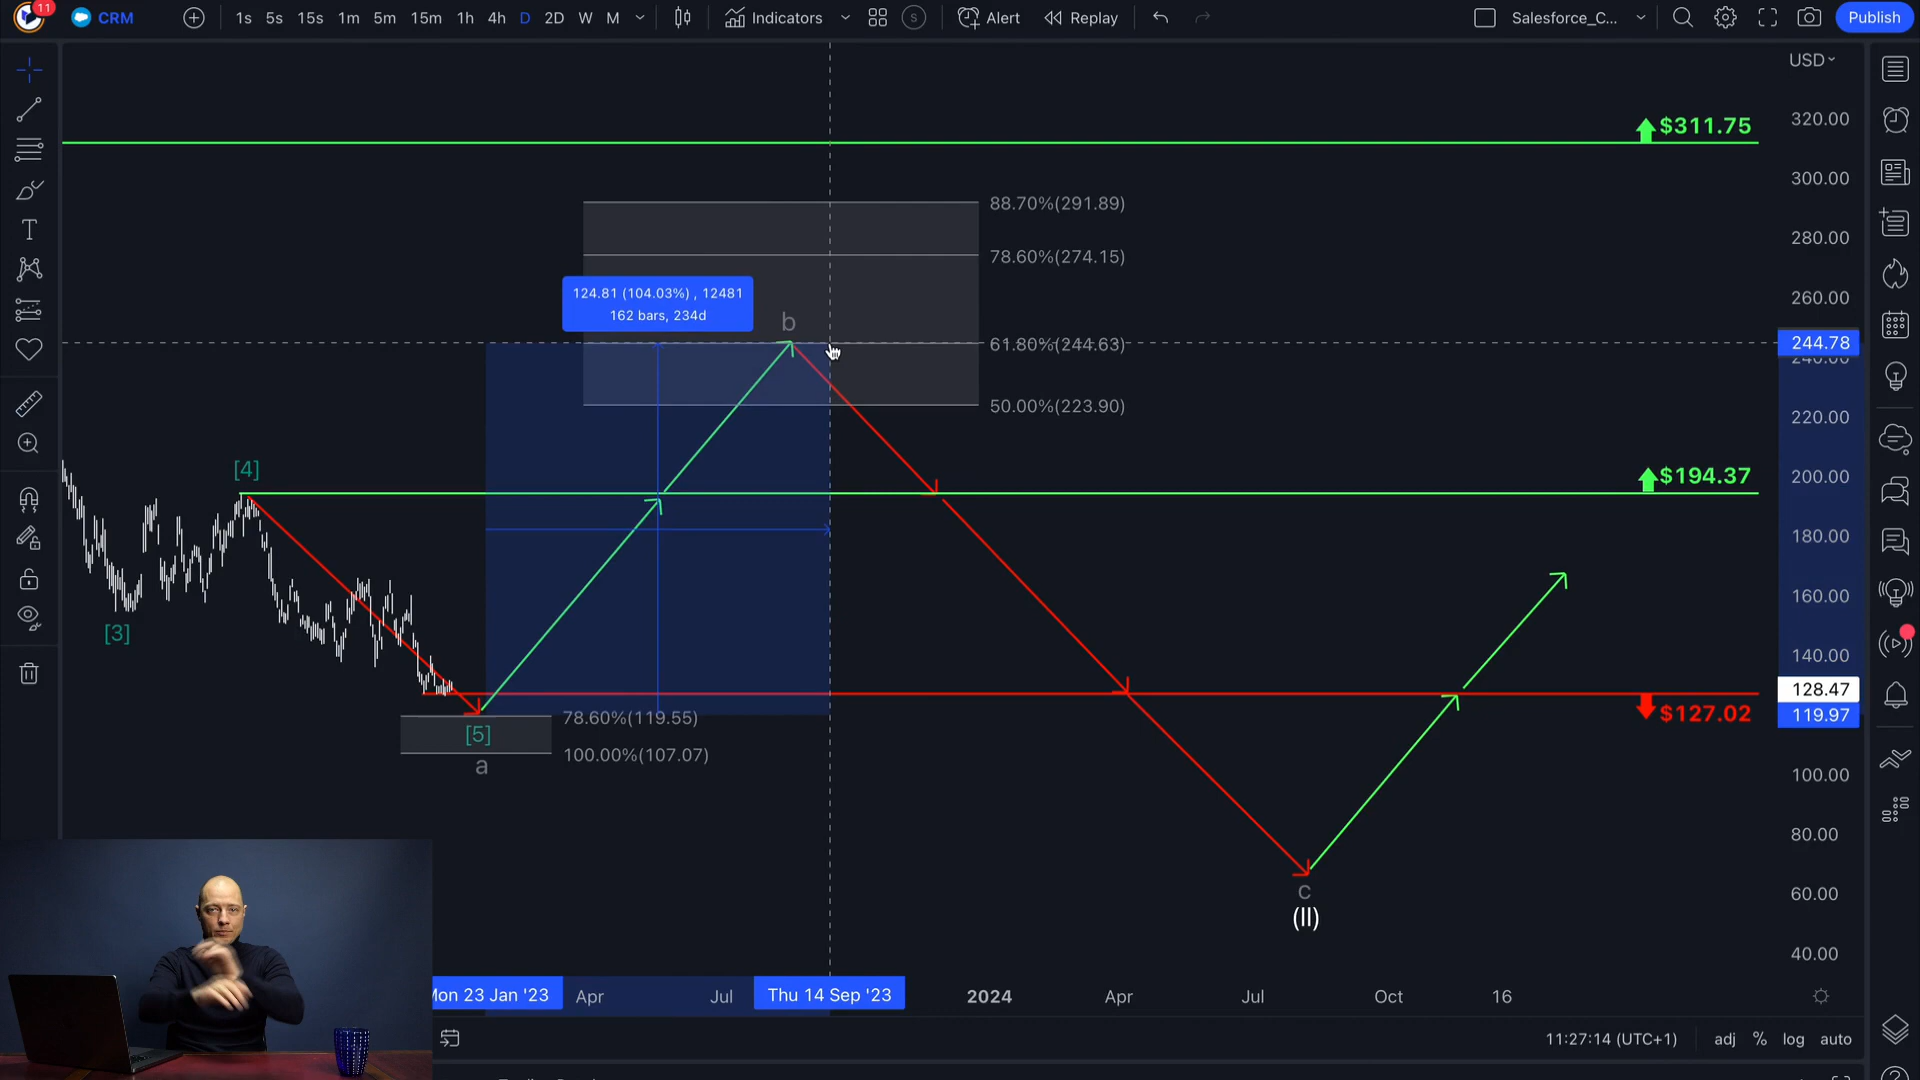 11
CRM
1s 5s 15s 1m 5m 15m 1h 4h D 2D W M
Indicators
S
Alert
Replay
Salesforce_C...
Publish
USD
$311.75
320.00
300.00
88.70%(291.89)
280.00
78.60%(274.15)
124.81 (104.03%) , 12481
162 bars, 234d
260.00
b
61.80%(244.63)
244.78
50.00%(223.90)
220.00
[4]
$194.37
200.00
180.00
160.00
[3]
140.00
128.47
$127.02
119.97
78.60%(119.55)
[5]
100.00%(107.07)
a
100.00
80.00
c
60.00
(II)
40.00
Mon 23 Jan '23
Apr
Jul
Thu 14 Sep '23
2024
Apr
Jul
Oct
16
11:27:14 (UTC+1)
adj % log auto